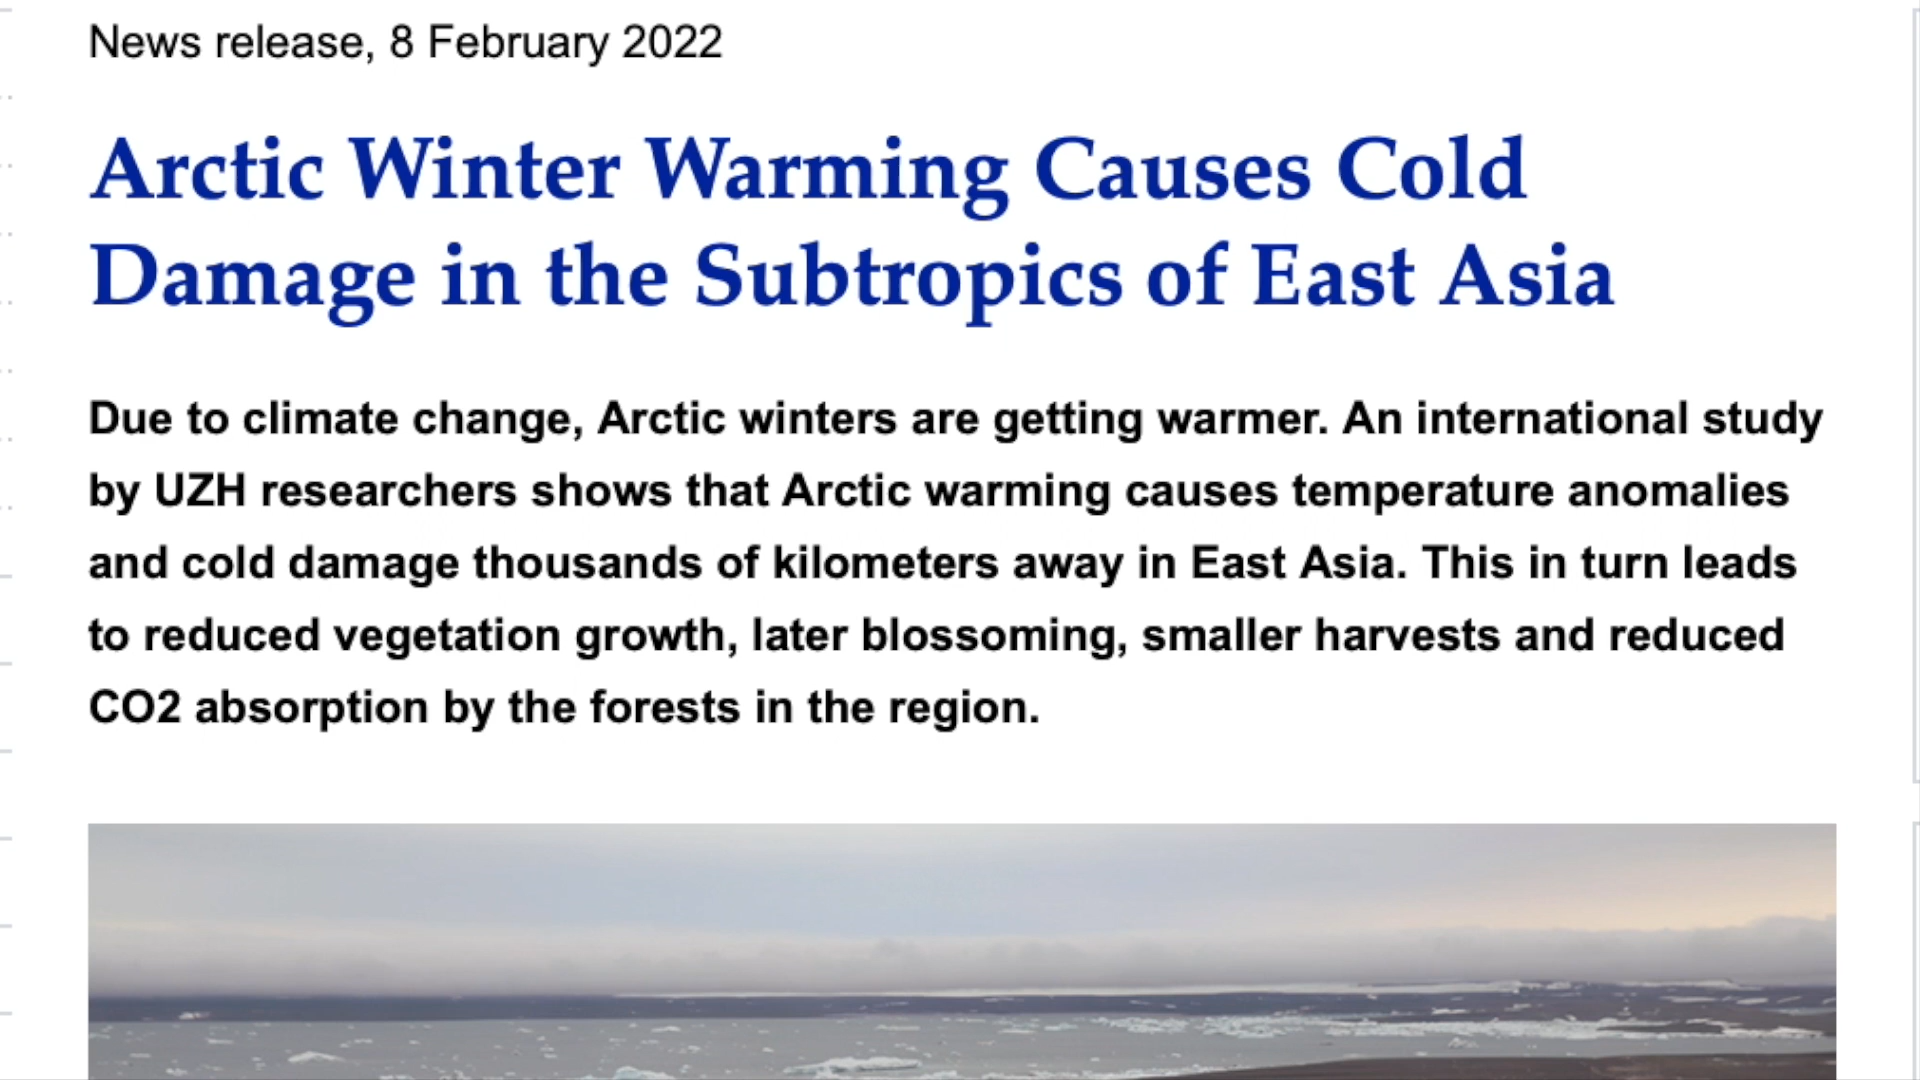 News release, 8 February 2022
Arctic Winter Warming Causes Cold
Damage in the Subtropics of East Asia
Due to climate change, Arctic winters are getting warmer. An international study
by UZH researchers shows that Arctic warming causes temperature anomalies
and cold damage thousands of kilometers away in East Asia. This in turn leads
to reduced vegetation growth, later blossoming, smaller harvests and reduced
CO2 absorption by the forests in the region.